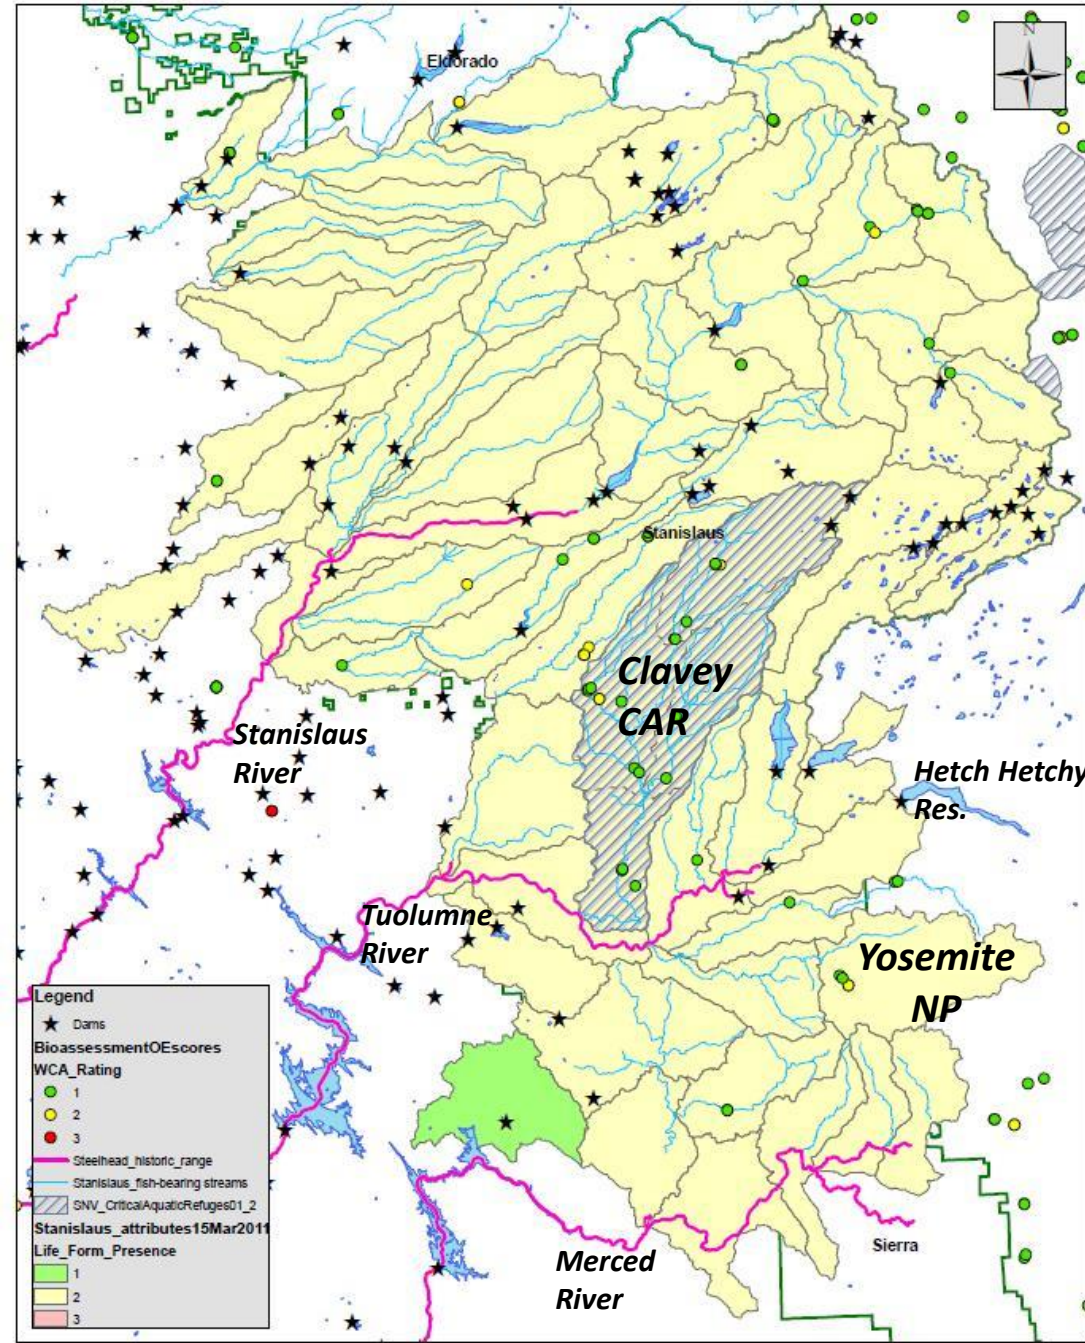 N
Eldorado
Stanislaus
Clavey
CAR
Stanislaus
River
Hetch Hetchy
Res.
Tuolumne
River
Yosemite
NP
Merced
River
Sierra
Legend
Dams
BioassessmentOEscores
WCA_Rating
1
2
3
Steelhead_historic_range
Stanislaus_fish-bearing streams
SNV_CriticalAquaticRefuges01_2
Stanislaus_attributes15Mar2011
Life_Form_Presence
1
2
3